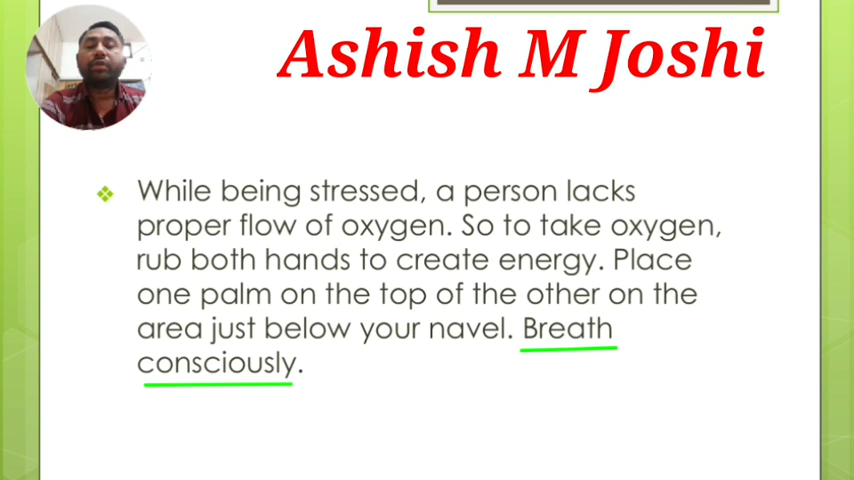 Ashish M Joshi
While being stressed, a person lacks
proper flow of oxygen. So to take oxygen,
rub both hands to create energy. Place
one palm on the top of the other on the
area just below your navel. Breath
consciously.